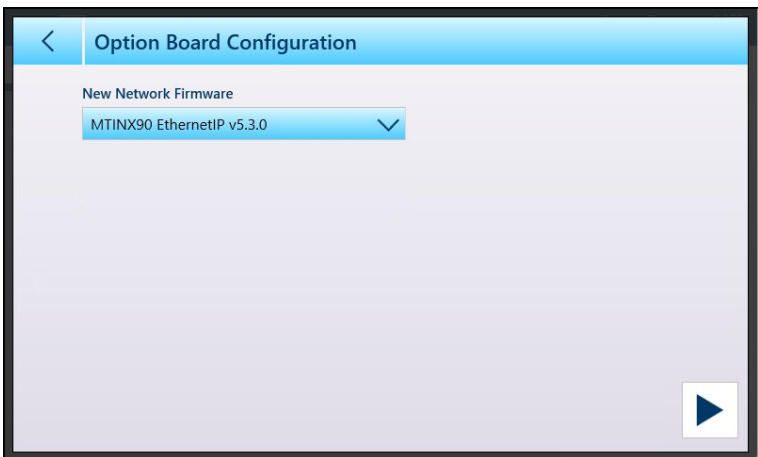 Option Board Configuration
New Network Firmware
MTINX90 EthernetIP v5.3.0